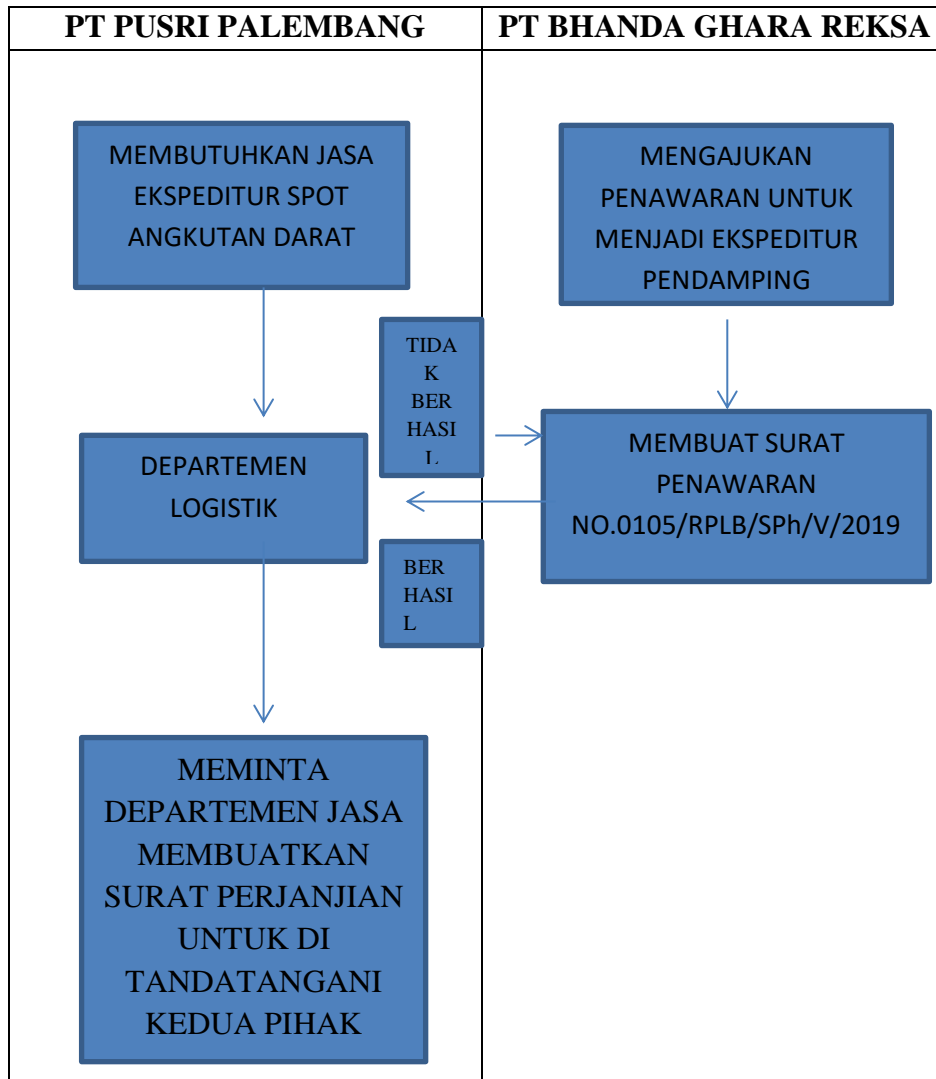 PT PUSRI PALEMBANG
PT BHANDA GHARA REKSA
MEMBUTUHKAN JASA
EKSPEDITUR SPOT
ANGKUTAN DARAT
MENGAJUKAN
PENAWARAN UNTUK
MENJADI EKSPEDITUR
PENDAMPING
TIDA
K
BER
HASI
L
DEPARTEMEN
LOGISTIK
MEMBUAT SURAT
PENAWARAN
NO.0105/RPLB/SPh/V/2019
BER
HASI
L
MEMINTA
DEPARTEMEN JASA
MEMBUATKAN
SURAT PERJANJIAN
UNTUK DI
TANDATANGANI
KEDUA PIHAK